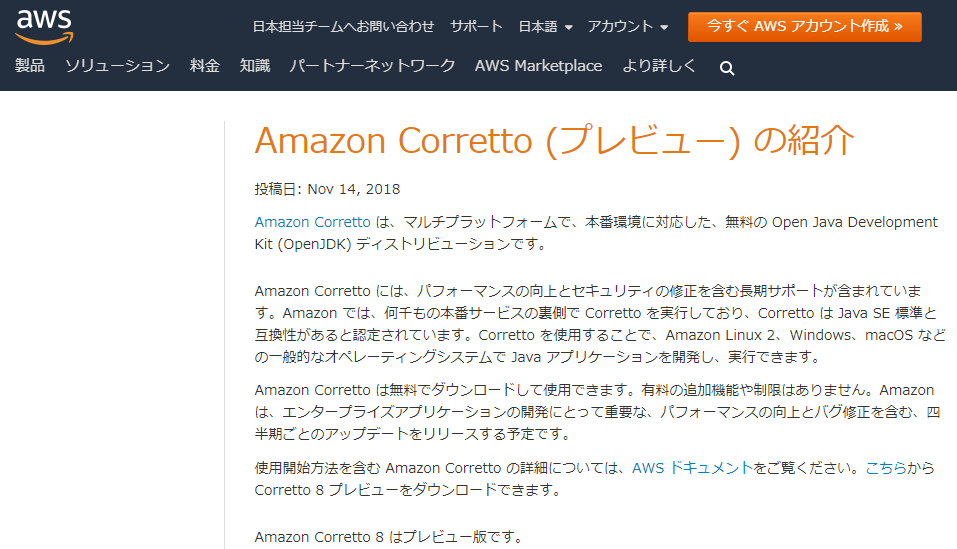 aws
日本担当チームへお問い合わせ サポート 日本語 アカウント 今すぐ AWS アカウント作成 »
製品 ソリューション 料金 知識 パートナーネットワーク AWS Marketplace より詳しく
Amazon Corretto (プレビュー) の紹介
投稿日: Nov 14, 2018
Amazon Corretto は、マルチプラットフォームで、本番環境に対応した、無料の Open Java Development
Kit (OpenJDK) ディストリビューションです。
Amazon Corretto には、パフォーマンスの向上とセキュリティの修正を含む長期サポートが含まれていま
す。Amazon では、何千もの本番サービスの裏側で Corretto を実行しており、Corretto は Java SE 標準と
互換性があると認定されています。Corretto を使用することで、Amazon Linux 2、Windows、macOS など
の一般的なオペレーティングシステムで Java アプリケーションを開発し、実行できます。
Amazon Corretto は無料でダウンロードして使用できます。有料の追加機能や制限はありません。Amazon
は、エンタープライズアプリケーションの開発にとって重要な、パフォーマンスの向上とバグ修正を含む、四
半期ごとのアップデートをリリースする予定です。
使用開始方法を含む Amazon Corretto の詳細については、AWS ドキュメントをご覧ください。こちらから
Corretto 8 プレビューをダウンロードできます。
Amazon Corretto 8 はプレビュー版です。